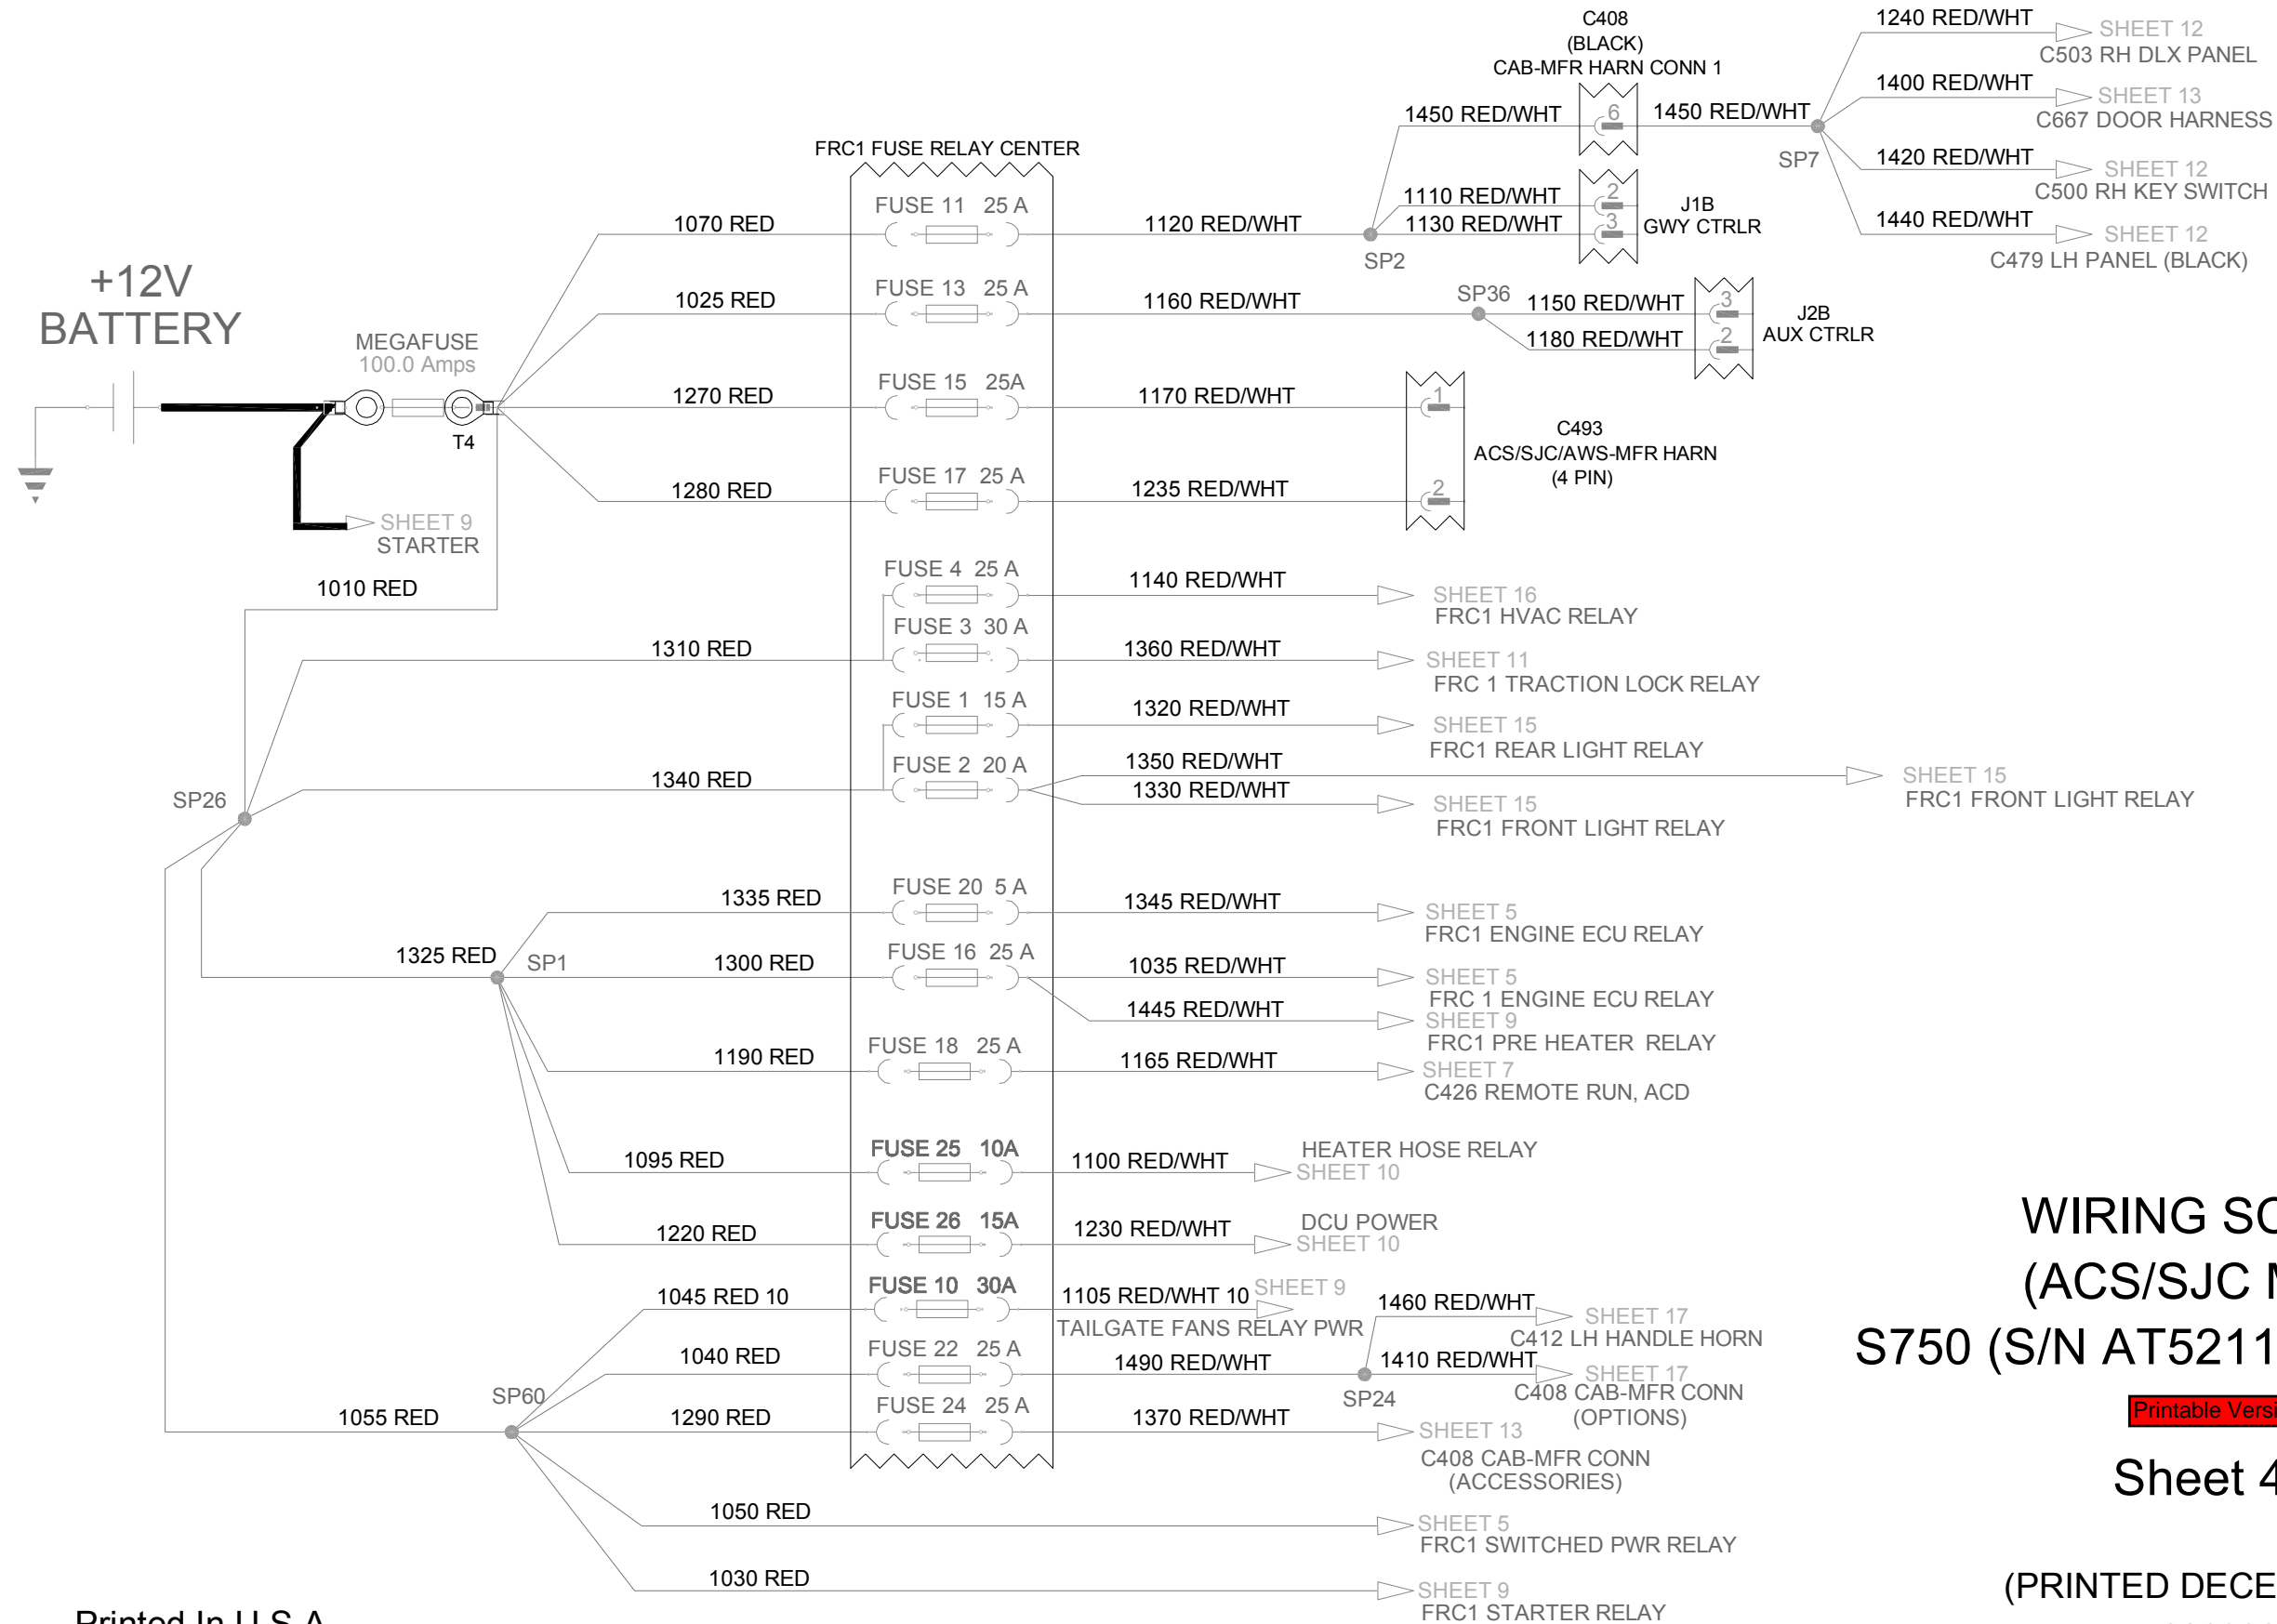 C408
(BLACK)
CAB-MFR HARN CONN 1
1240 RED/WHT
SHEET 12
C503 RH DLX PANEL
1400 RED/WHT
SHEET 13
C667 DOOR HARNESS
1450 RED/WHT
6
1450 RED/WHT
SP7
1420 RED/WHT
SHEET 12
C500 RH KEY SWITCH
1440 RED/WHT
SHEET 12
C479 LH PANEL (BLACK)
FRC1 FUSE RELAY CENTER
1070 RED
FUSE 11 25 A
1120 RED/WHT
SP2
1110 RED/WHT
2
1130 RED/WHT
3
J1B
GWY CTRLR
+12V
BATTERY
MEGAFUSE
100.0 Amps
T4
SHEET 9
STARTER
1025 RED
FUSE 13 25 A
1160 RED/WHT
SP36
1150 RED/WHT
3
1180 RED/WHT
2
J2B
AUX CTRLR
1270 RED
FUSE 15 25A
1170 RED/WHT
1
C493
ACS/SJC/AWS-MFR HARN
(4 PIN)
1280 RED
FUSE 17 25 A
1235 RED/WHT
2
1010 RED
FUSE 4 25 A
1140 RED/WHT
SHEET 16
FRC1 HVAC RELAY
1310 RED
FUSE 3 30 A
1360 RED/WHT
SHEET 11
FRC 1 TRACTION LOCK RELAY
FUSE 1 15 A
1320 RED/WHT
SHEET 15
FRC1 REAR LIGHT RELAY
SP26
1340 RED
FUSE 2 20 A
1350 RED/WHT
SHEET 15
FRC1 FRONT LIGHT RELAY
1330 RED/WHT
SHEET 15
FRC1 FRONT LIGHT RELAY
1335 RED
FUSE 20 5 A
1345 RED/WHT
SHEET 5
FRC1 ENGINE ECU RELAY
1325 RED
SP1
1300 RED
FUSE 16 25 A
1035 RED/WHT
SHEET 5
FRC 1 ENGINE ECU RELAY
1445 RED/WHT
SHEET 9
FRC1 PRE HEATER RELAY
1190 RED
FUSE 18 25 A
1165 RED/WHT
SHEET 7
C426 REMOTE RUN, ACD
1095 RED
FUSE 25 10A
1100 RED/WHT
HEATER HOSE RELAY
SHEET 10
1220 RED
FUSE 26 15A
1230 RED/WHT
DCU POWER
SHEET 10
1045 RED 10
FUSE 10 30A
1105 RED/WHT 10
SHEET 9
TAILGATE FANS RELAY PWR
1040 RED
FUSE 22 25 A
1490 RED/WHT
SP24
1460 RED/WHT
SHEET 17
C412 LH HANDLE HORN
1410 RED/WHT
SHEET 17
C408 CAB-MFR CONN
(OPTIONS)
1055 RED
SP60
1290 RED
FUSE 24 25 A
1370 RED/WHT
SHEET 13
C408 CAB-MFR CONN
(ACCESSORIES)
1050 RED
SHEET 5
FRC1 SWITCHED PWR RELAY
1030 RED
SHEET 9
FRC1 STARTER RELAY
WIRING SC
(ACS/SJC M
S750 (S/N AT5211
Printable Versi
Sheet 4
(PRINTED DECE
Printed In U.S.A.